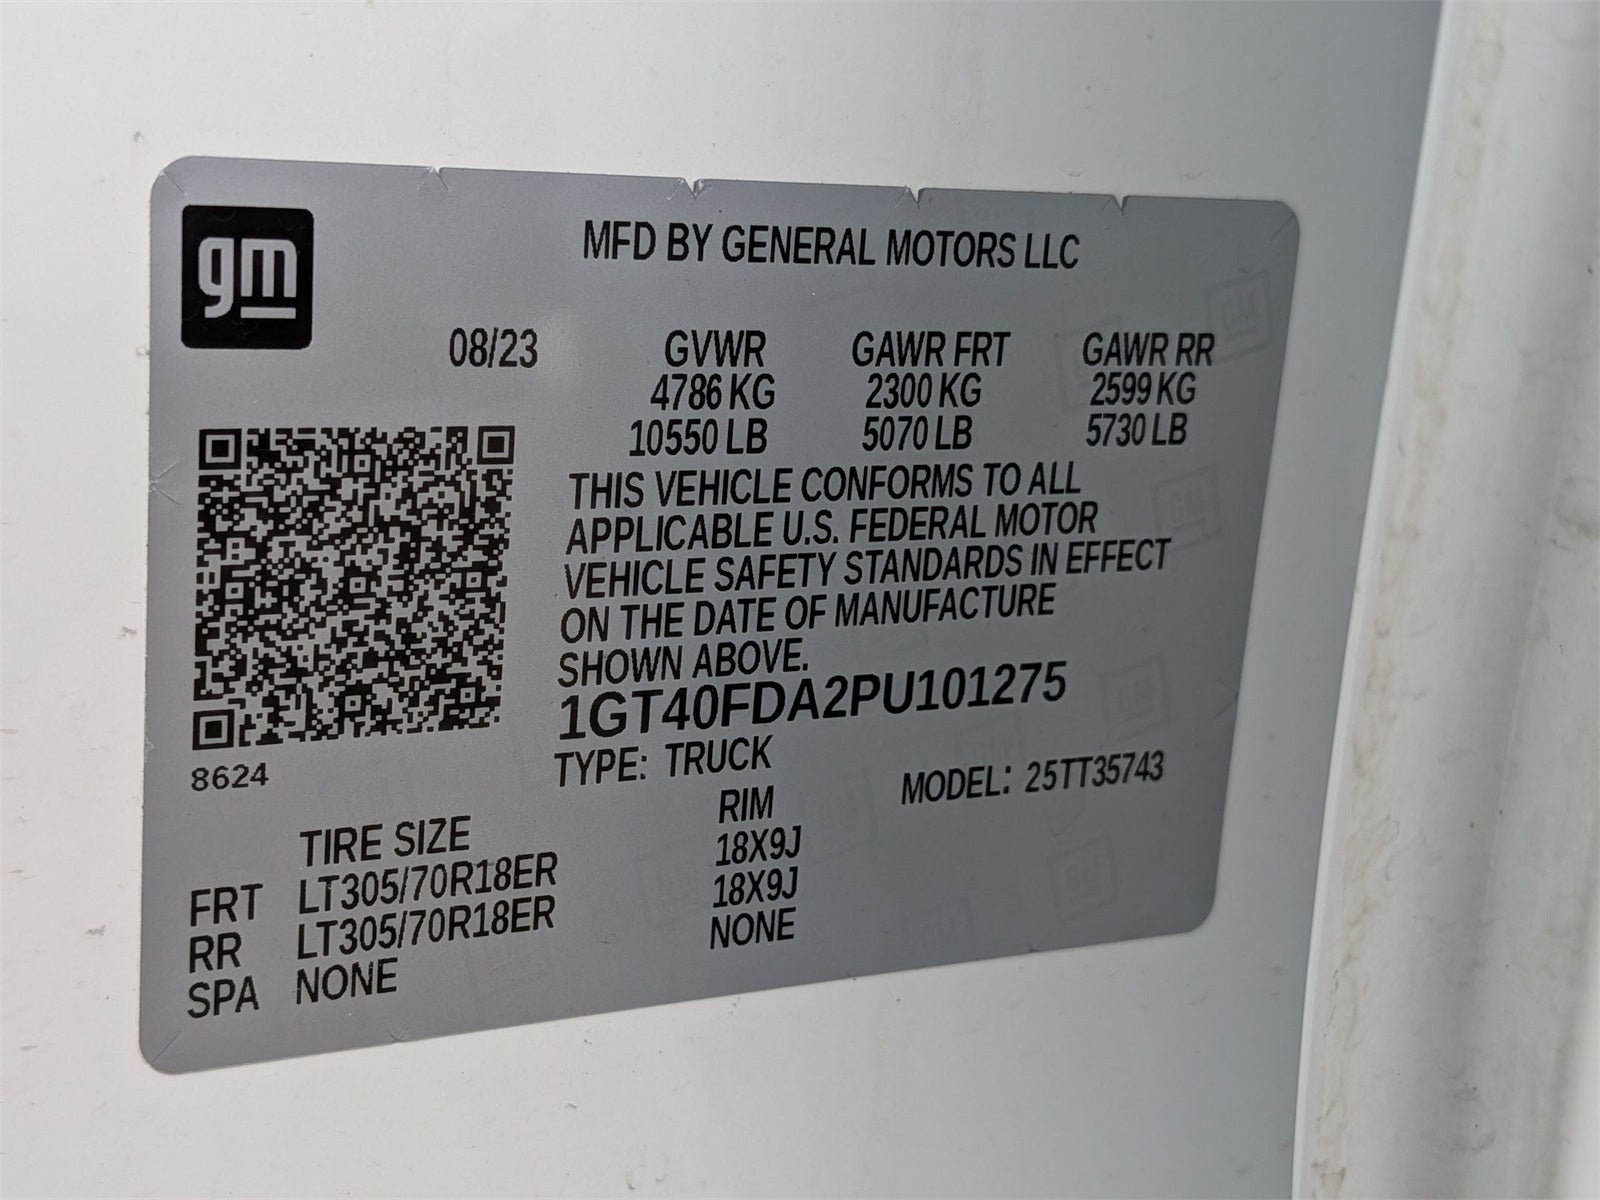 gm
MFD BY GENERAL MOTORS LLC
08/23 GVWR GAWR FRT GAWR RR
4786 KG 2300 KG 2599 KG
10550 LB 5070 LB 5730 LB
THIS VEHICLE CONFORMS TO ALL
APPLICABLE U.S. FEDERAL MOTOR
VEHICLE SAFETY STANDARDS IN EFFECT
ON THE DATE OF MANUFACTURE
SHOWN ABOVE.
1GT40FDA2PU101275
8624
TYPE: TRUCK MODEL: 25TT35743
TIRE SIZE RIM
FRT LT305/70R18ER 18X9J
RR LT305/70R18ER 18X9J
SPA NONE NONE